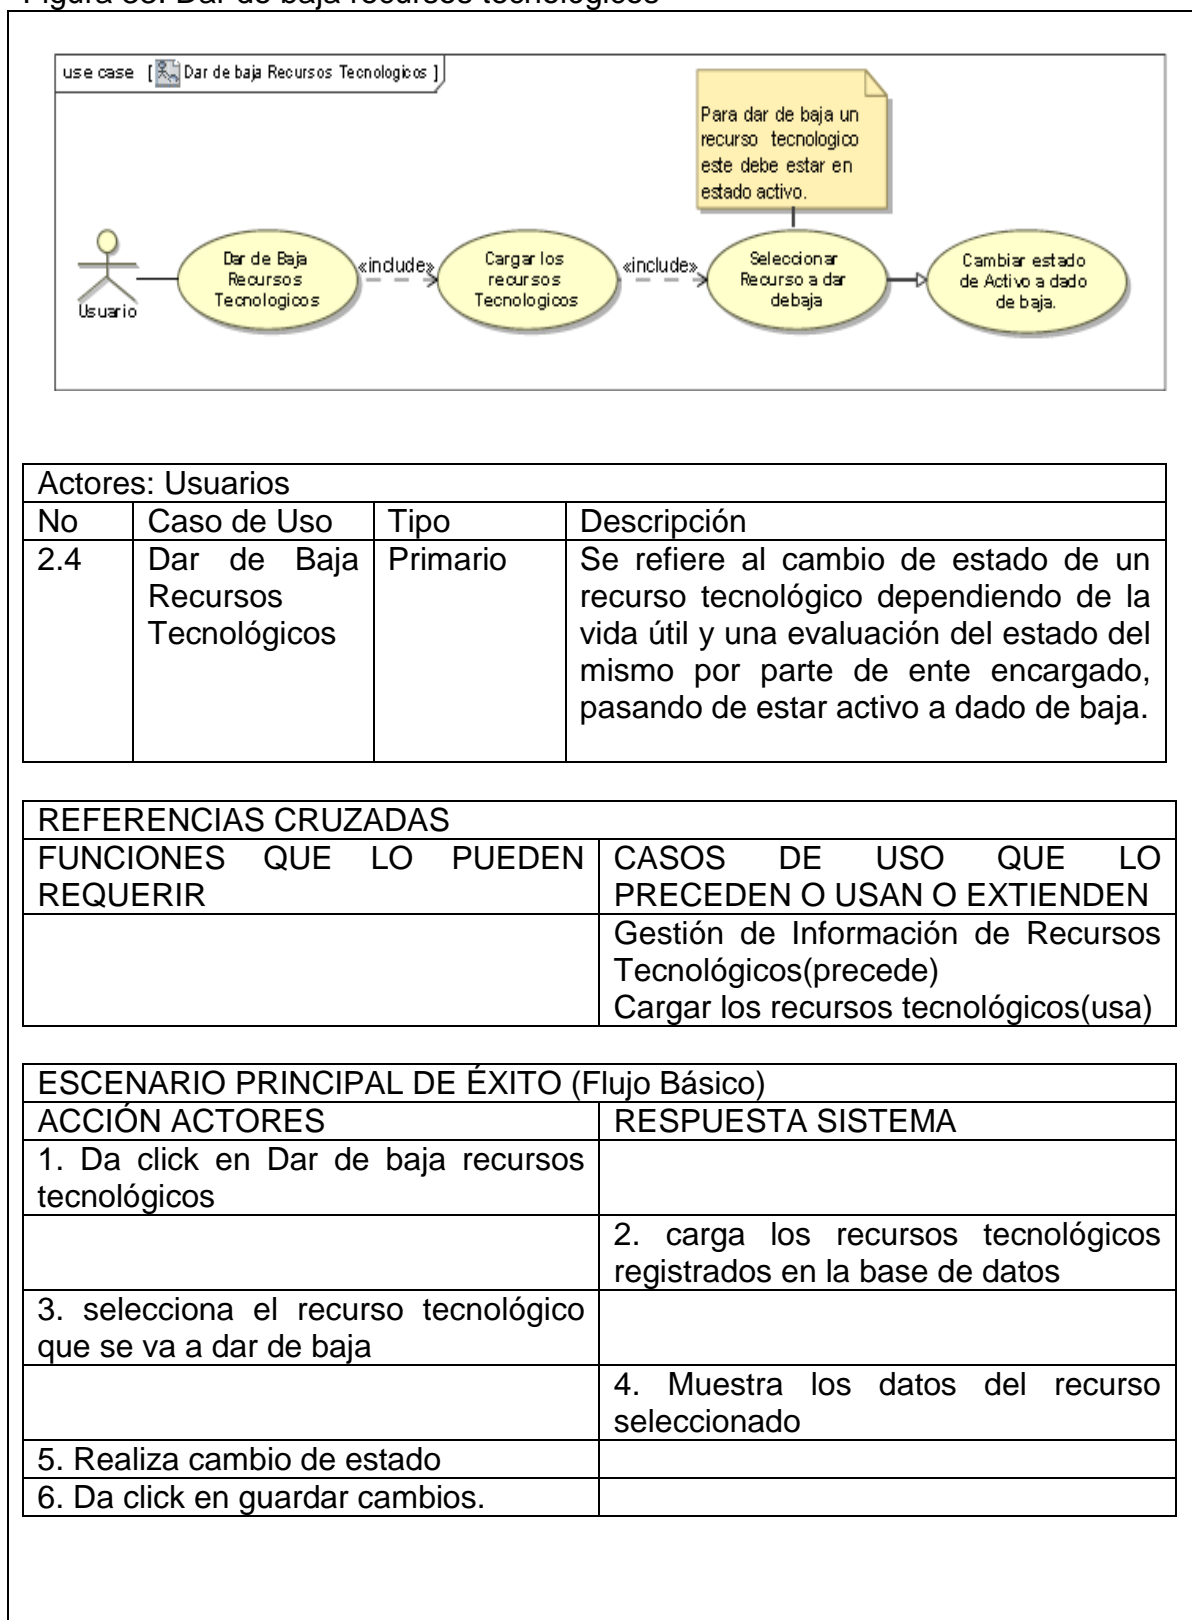 Figura 38. Dar de baja recursos tecnológicos
use case [ Dar de baja Recursos Tecnologicos ]
Para dar de baja un
recurso tecnologico
este debe estar en
estado activo.
Usuario
Dar de Baja
Recursos
Tecnologicos
«include»
Cargar los
recursos
Tecnologicos
«include»
Seleccionar
Recurso a dar
debaja
Cambiar estado
de Activo a dado
de baja.
Actores: Usuarios
No Caso de Uso Tipo Descripción
2.4 Dar de Baja Primario Se refiere al cambio de estado de un
Recursos recurso tecnológico dependiendo de la
Tecnológicos vida útil y una evaluación del estado del
mismo por parte de ente encargado,
pasando de estar activo a dado de baja.
REFERENCIAS CRUZADAS
FUNCIONES QUE LO PUEDEN
REQUERIR
CASOS DE USO QUE LO
PRECEDEN O USAN O EXTIENDEN
Gestión de Información de Recursos
Tecnológicos(precede)
Cargar los recursos tecnológicos(usa)
ESCENARIO PRINCIPAL DE ÉXITO (Flujo Básico)
ACCIÓN ACTORES RESPUESTA SISTEMA
1. Da click en Dar de baja recursos
tecnológicos
2. carga los recursos tecnológicos
registrados en la base de datos
3. selecciona el recurso tecnológico
que se va a dar de baja
4. Muestra los datos del recurso
seleccionado
5. Realiza cambio de estado
6. Da click en guardar cambios.